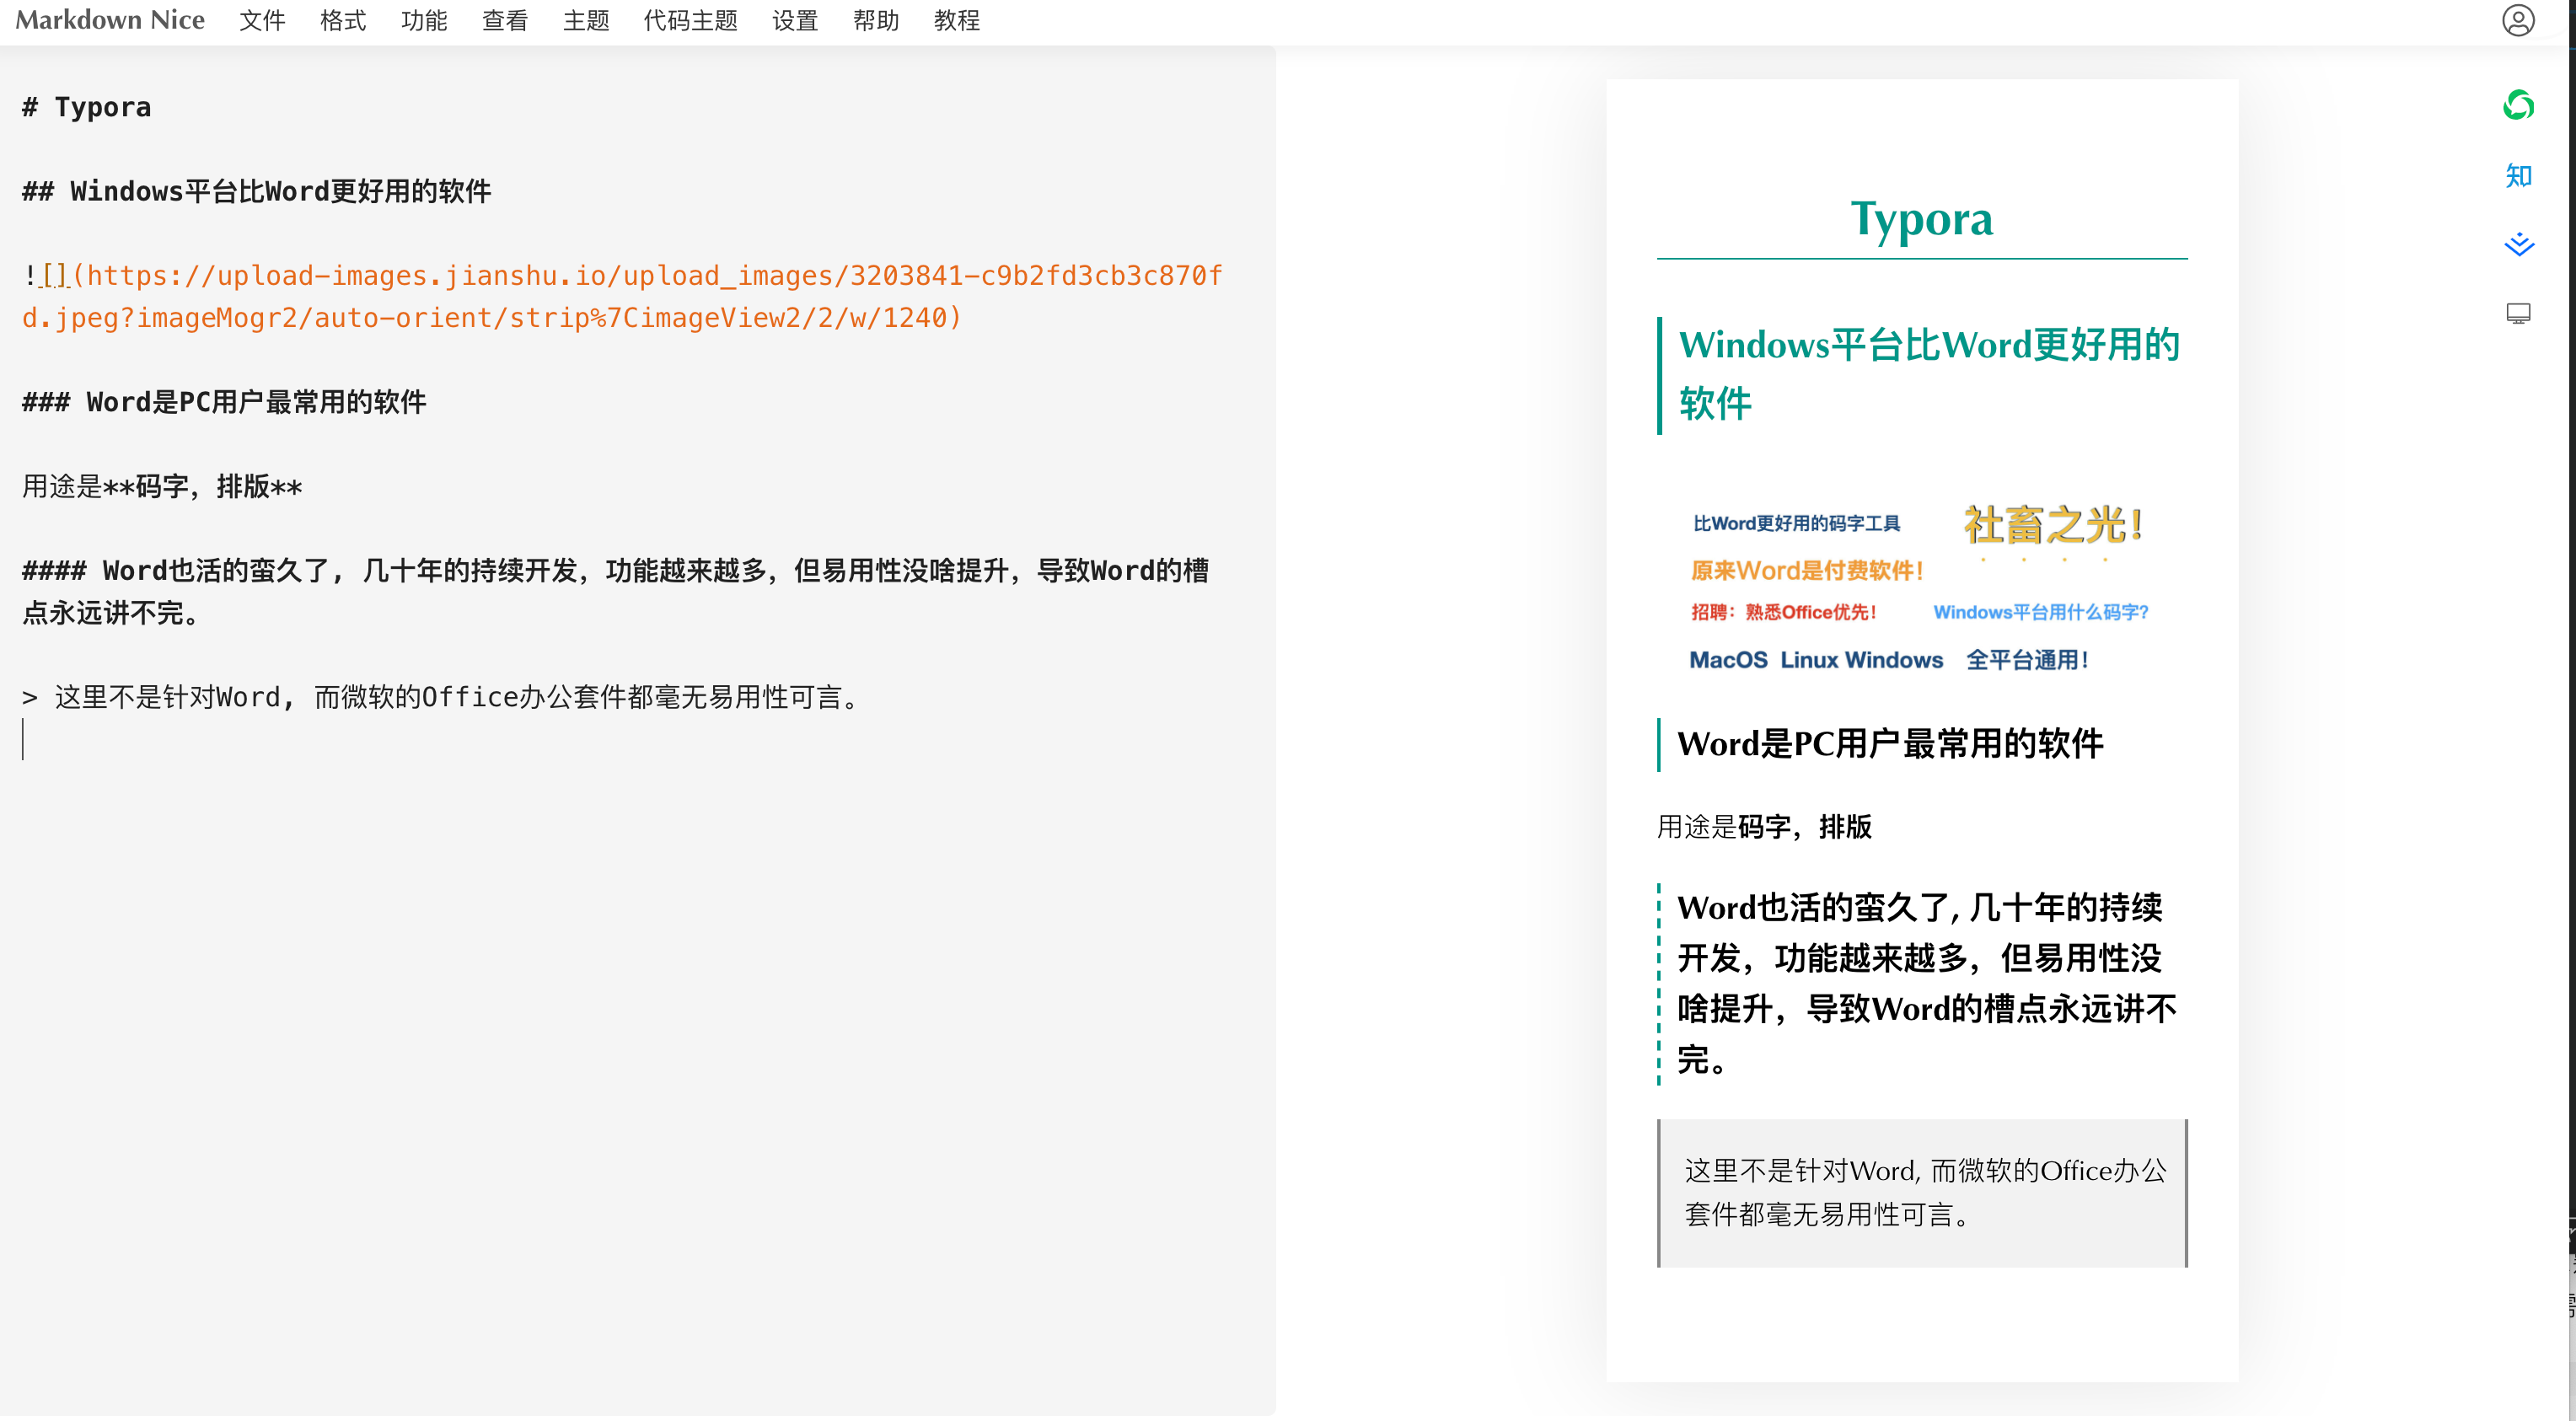 Markdown Nice 文件 格式 功能 查看 主题 代码主题 设置 帮助 教程
# Typora
## Windows平台比Word更好用的软件
![](https://upload-images.jianshu.io/upload_images/3203841-c9b2fd3cb3c870f
d.jpeg?imageMogr2/auto-orient/strip%7CimageView2/2/w/1240)
### Word是PC用户最常用的软件
用途是**码字，排版**
#### Word也活的蛮久了, 几十年的持续开发，功能越来越多，但易用性没啥提升，导致Word的槽
点永远讲不完。
> 这里不是针对Word, 而微软的Office办公套件都毫无易用性可言。
Typora
Windows平台比Word更好用的
软件
比Word更好用的码字工具
社畜之光！
原来Word是付费软件！
招聘：熟悉Office优先！
Windows平台用什么码字？
MacOS Linux Windows 全平台通用！
Word是PC用户最常用的软件
用途是码字，排版
Word也活的蛮久了, 几十年的持续
开发，功能越来越多，但易用性没
啥提升，导致Word的槽点永远讲不
完。
这里不是针对Word, 而微软的Office办公
套件都毫无易用性可言。
知